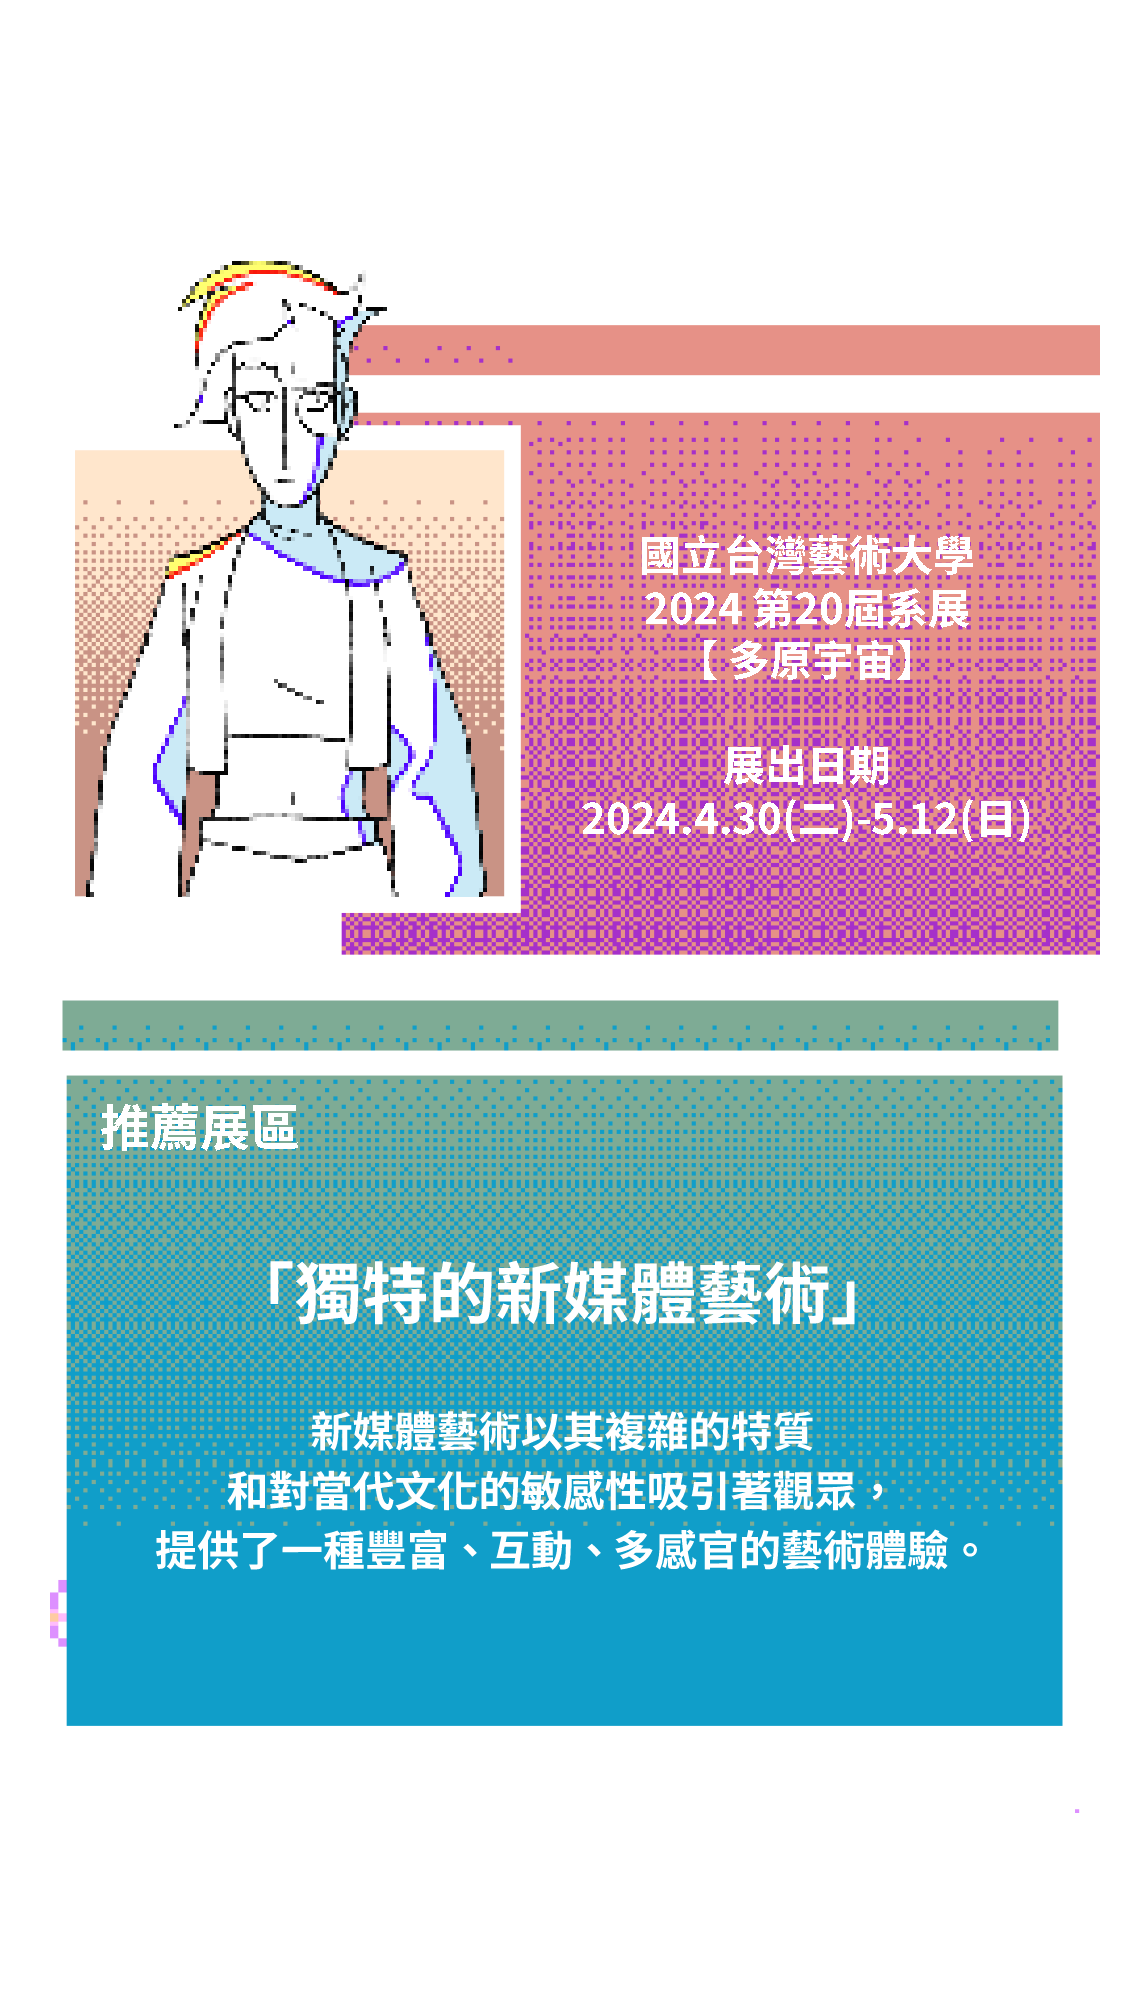 國立台灣藝術大學
2024 第20屆系展
【 多原宇宙】
展出日期
2024.4.30(二)-5.12(日)
推薦展區
「獨特的新媒體藝術」
新媒體藝術以其複雜的特質
和對當代文化的敏感性吸引著觀眾，
提供了一種豐富、互動、多感官的藝術體驗。